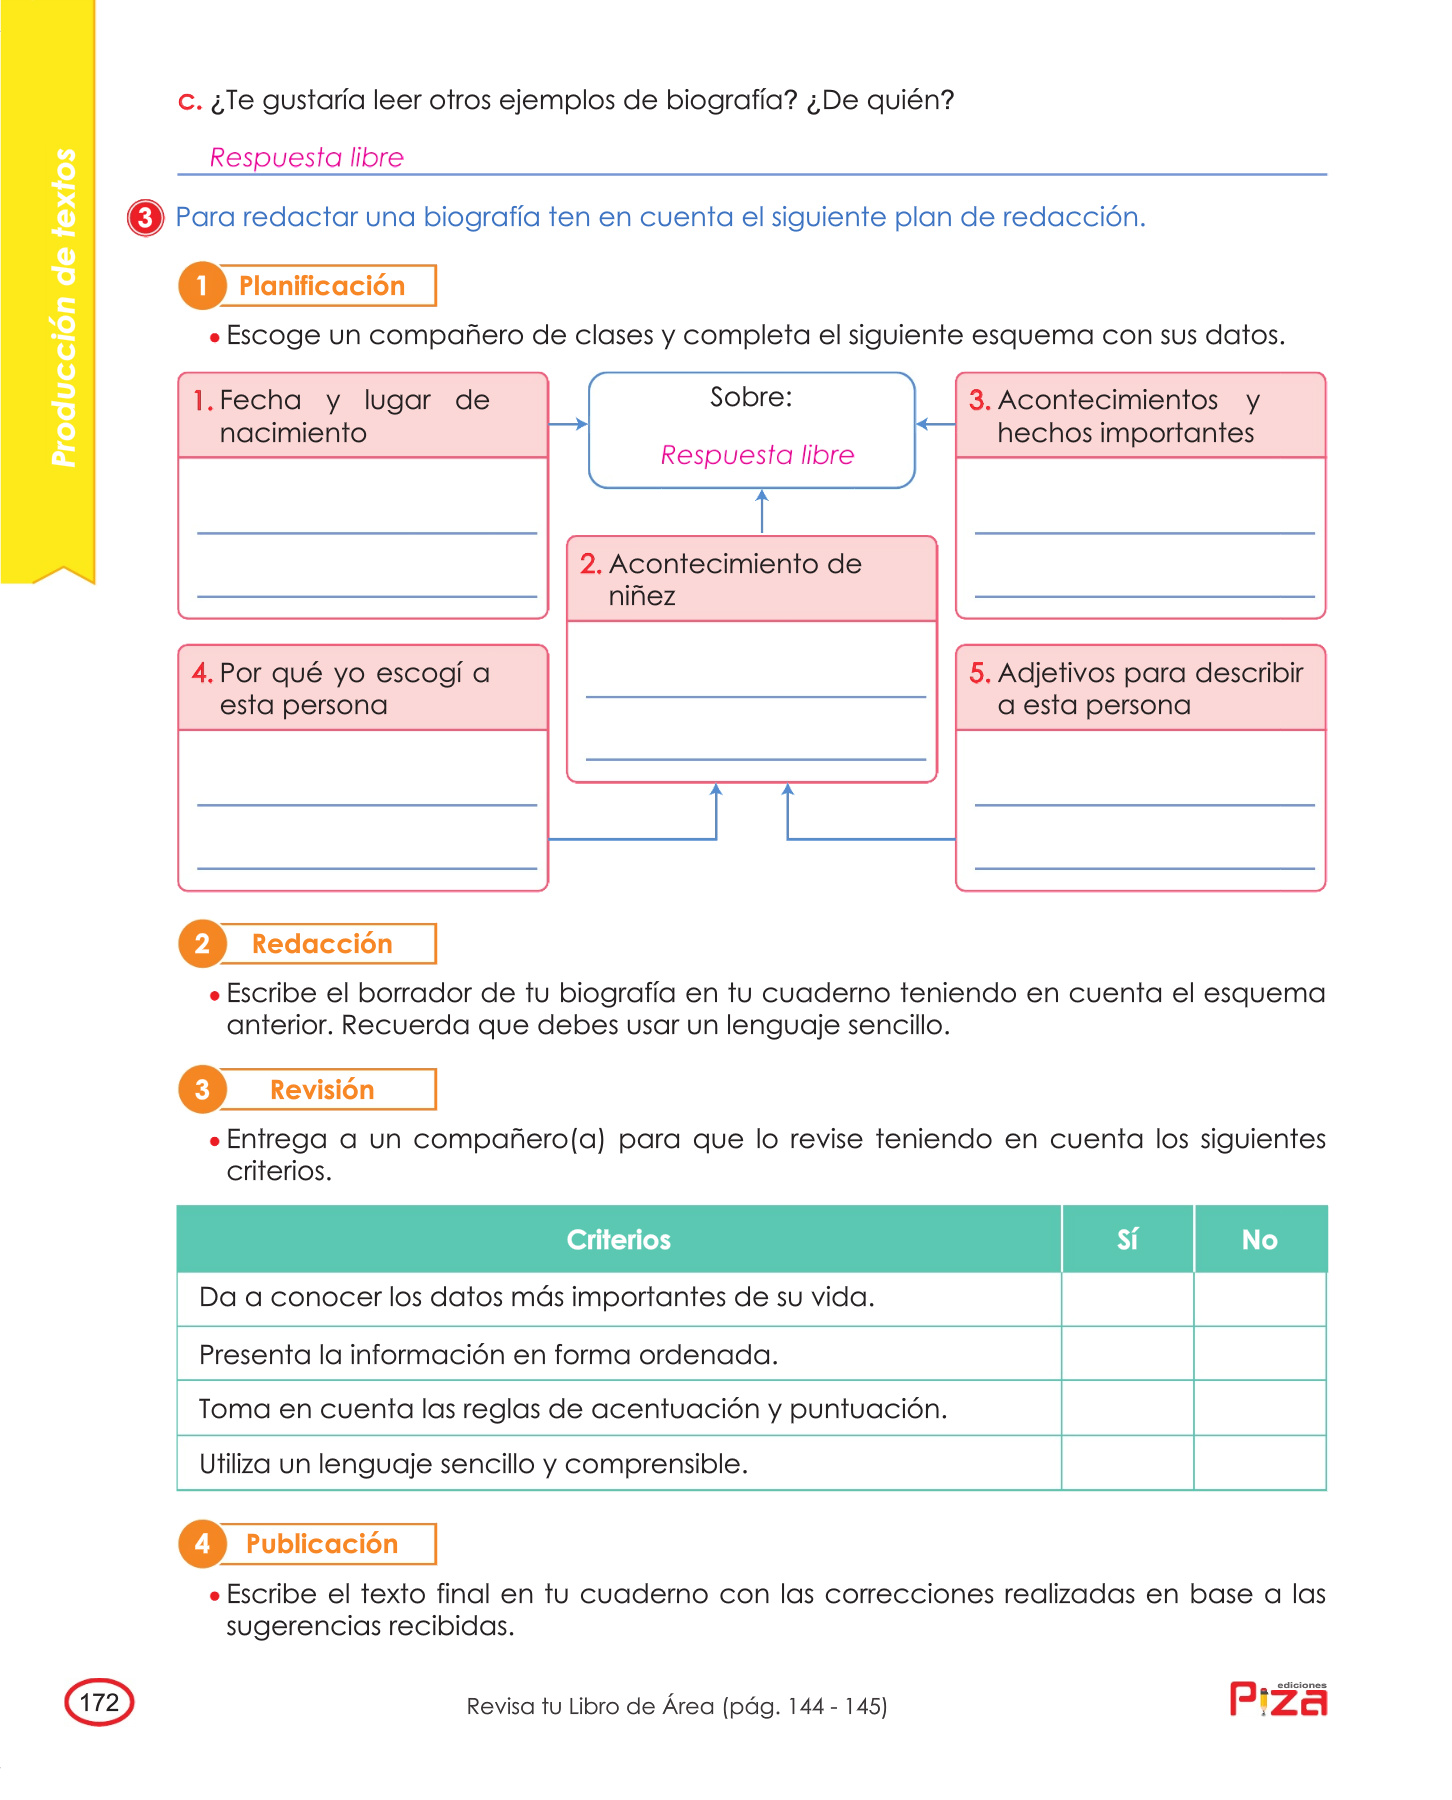 Producción de textos
c. ¿Te gustaría leer otros ejemplos de biografía? ¿De quién?
Respuesta libre
3 Para redactar una biografía ten en cuenta el siguiente plan de redacción.
1 Planificación
• Escoge un compañero de clases y completa el siguiente esquema con sus datos.
1. Fecha y lugar de
nacimiento
Sobre:
Respuesta libre
3. Acontecimientos y
hechos importantes
2. Acontecimiento de
niñez
4. Por qué yo escogí a
esta persona
5. Adjetivos para describir
a esta persona
2 Redacción
• Escribe el borrador de tu biografía en tu cuaderno teniendo en cuenta el esquema
anterior. Recuerda que debes usar un lenguaje sencillo.
3 Revisión
• Entrega a un compañero(a) para que lo revise teniendo en cuenta los siguientes
criterios.
Criterios Sí No
Da a conocer los datos más importantes de su vida.
Presenta la información en forma ordenada.
Toma en cuenta las reglas de acentuación y puntuación.
Utiliza un lenguaje sencillo y comprensible.
4 Publicación
• Escribe el texto final en tu cuaderno con las correcciones realizadas en base a las
sugerencias recibidas.
172
Revisa tu Libro de Área (pág. 144 - 145)
ediciones
Piza